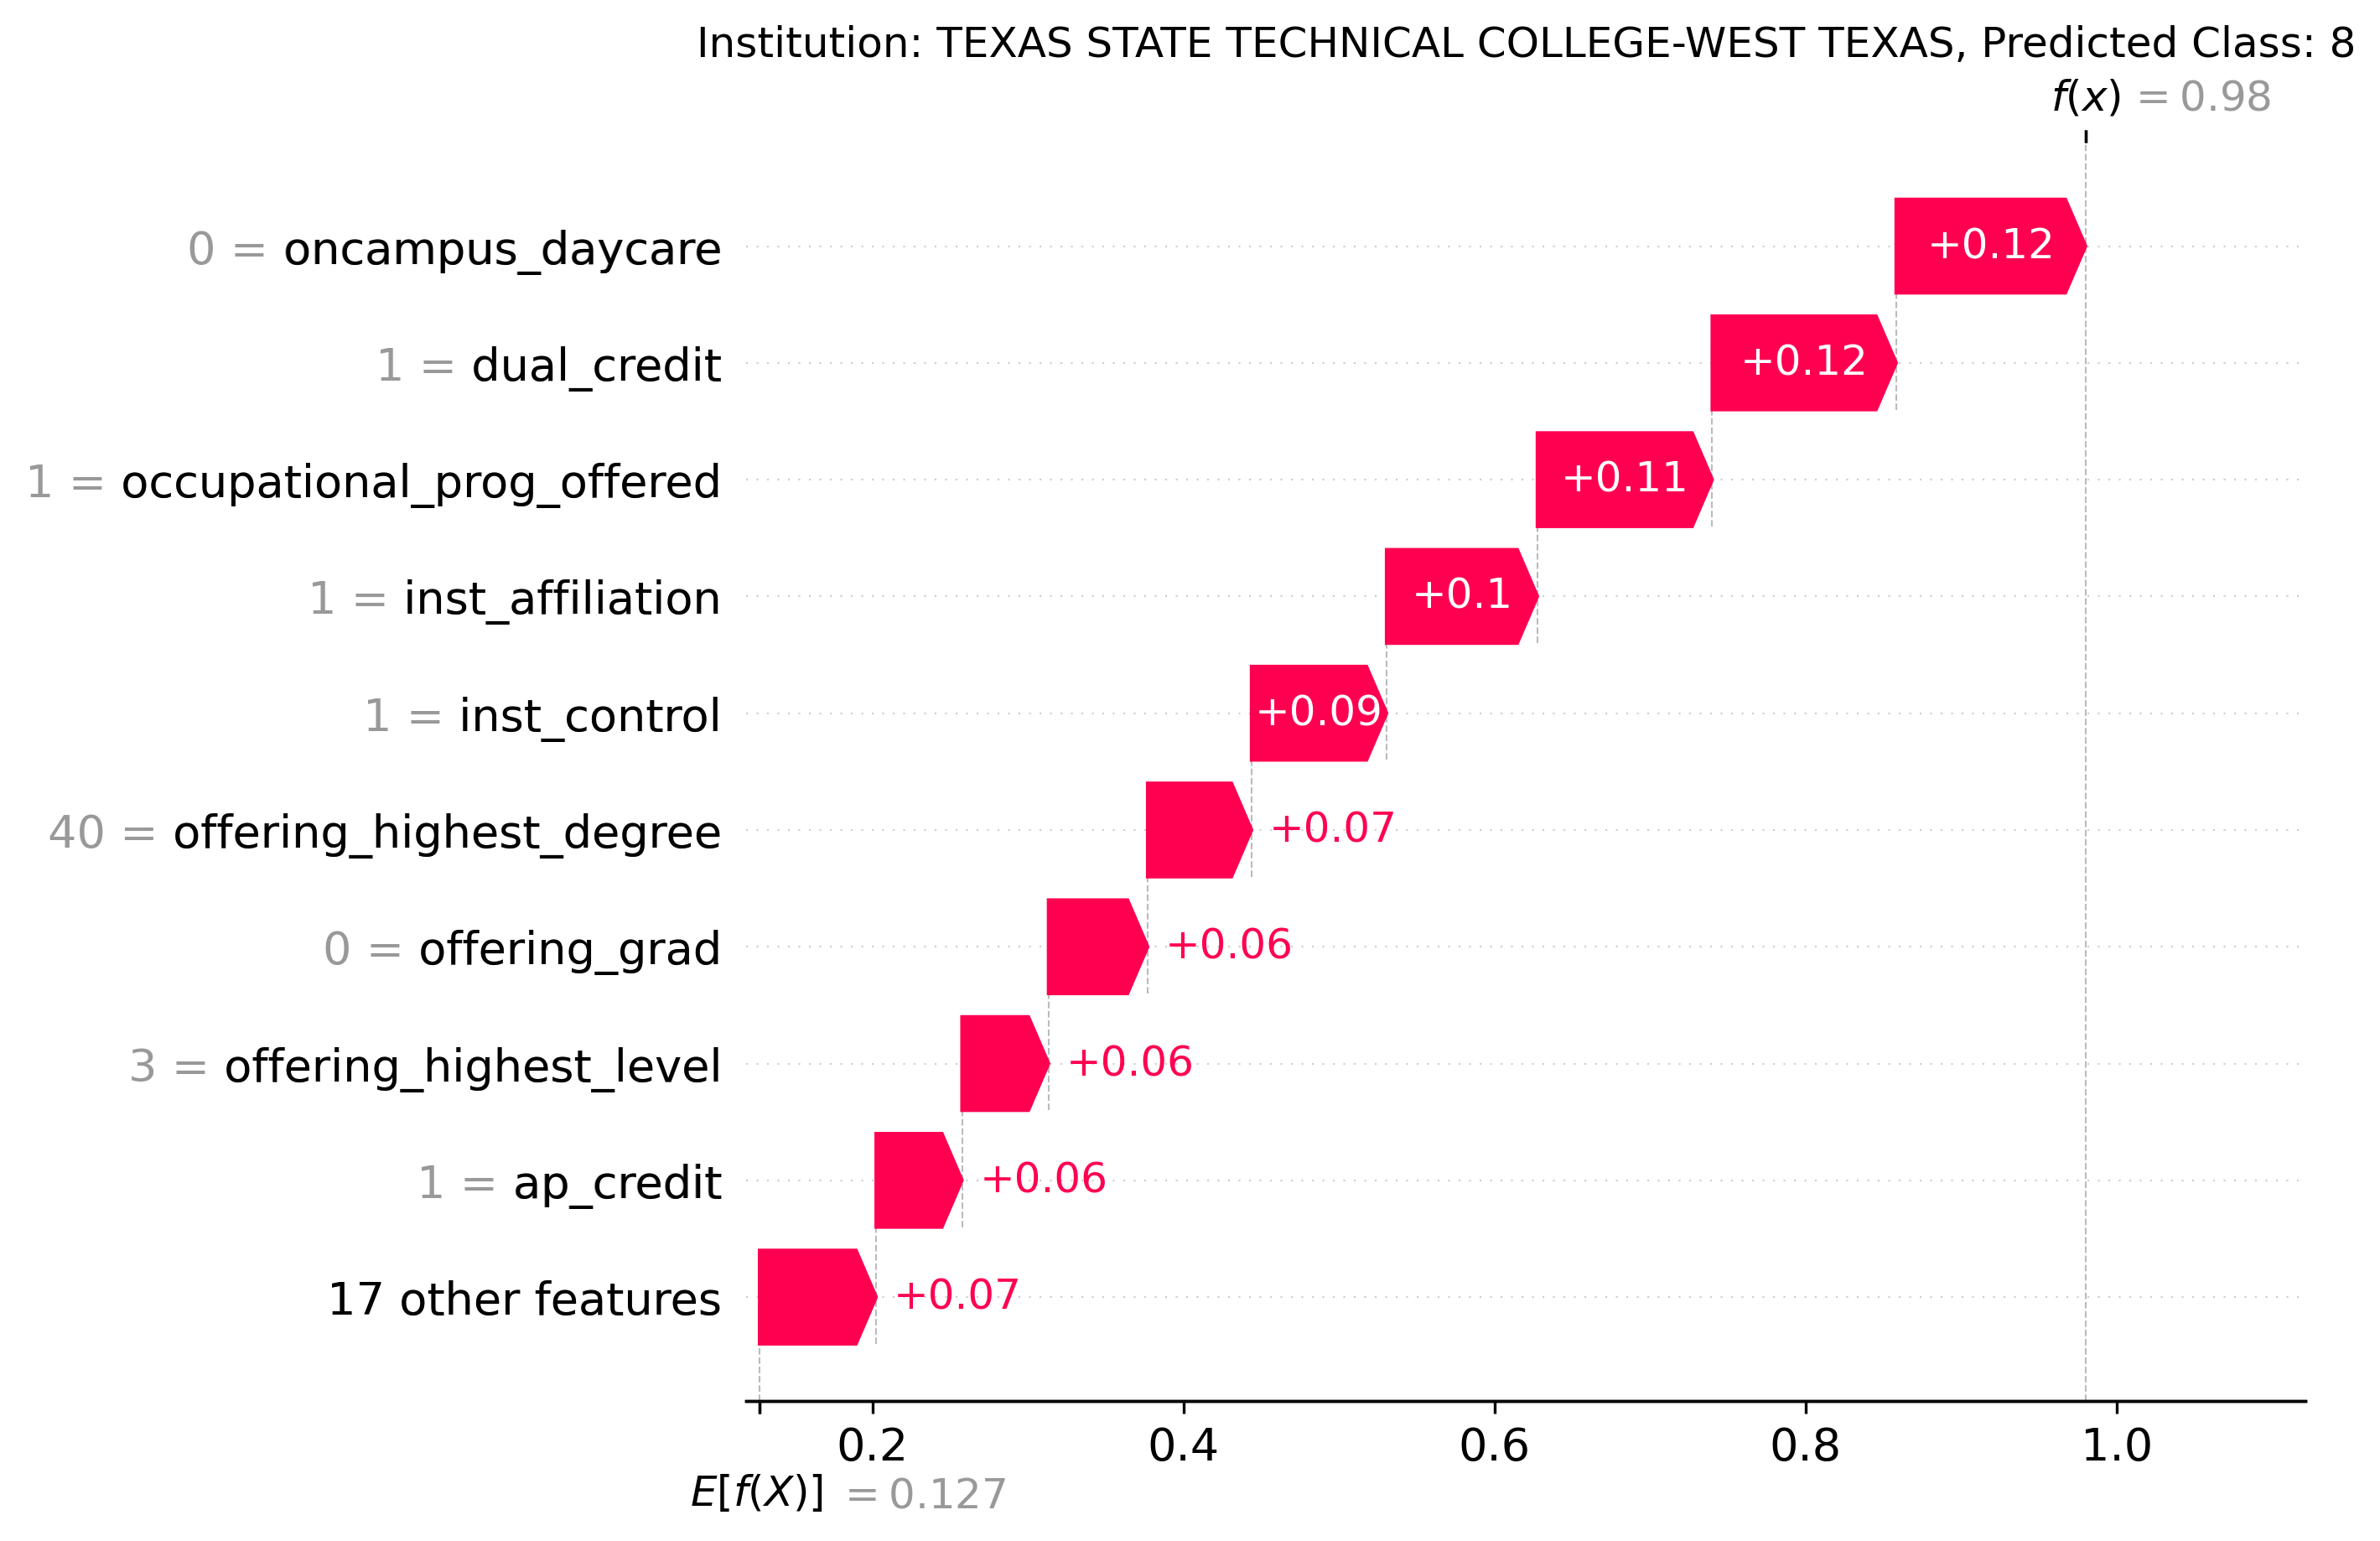 Institution: TEXAS STATE TECHNICAL COLLEGE-WEST TEXAS, Predicted Class: 8
f(x) = 0.98
0 = oncampus_daycare +0.12
1 = dual_credit +0.12
1 = occupational_prog_offered +0.11
1 = inst_affiliation +0.1
1 = inst_control +0.09
40 = offering_highest_degree +0.07
0 = offering_grad +0.06
3 = offering_highest_level +0.06
1 = ap_credit +0.06
17 other features +0.07
0.2 0.4 0.6 0.8 1.0
E[f(X)] = 0.127